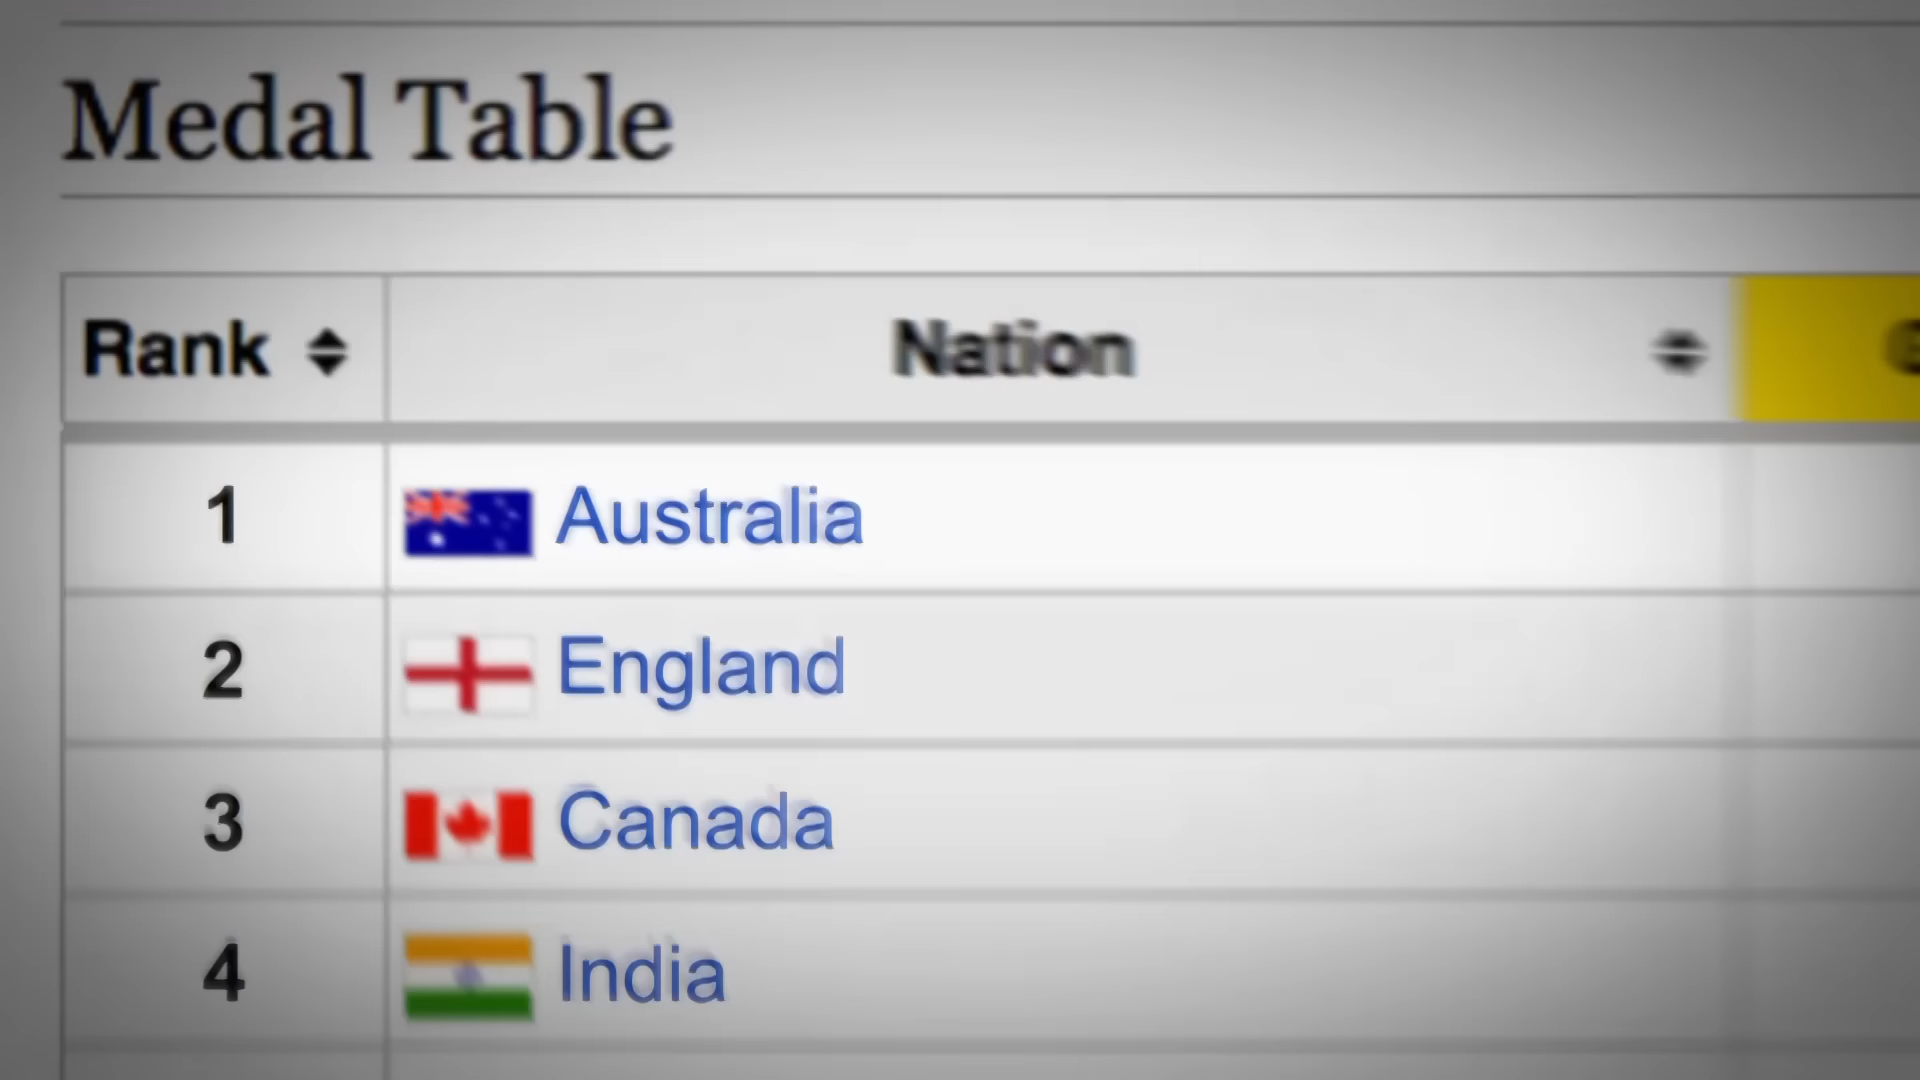 Medal Table
Rank Nation
1 Australia
2 England
3 Canada
4 India